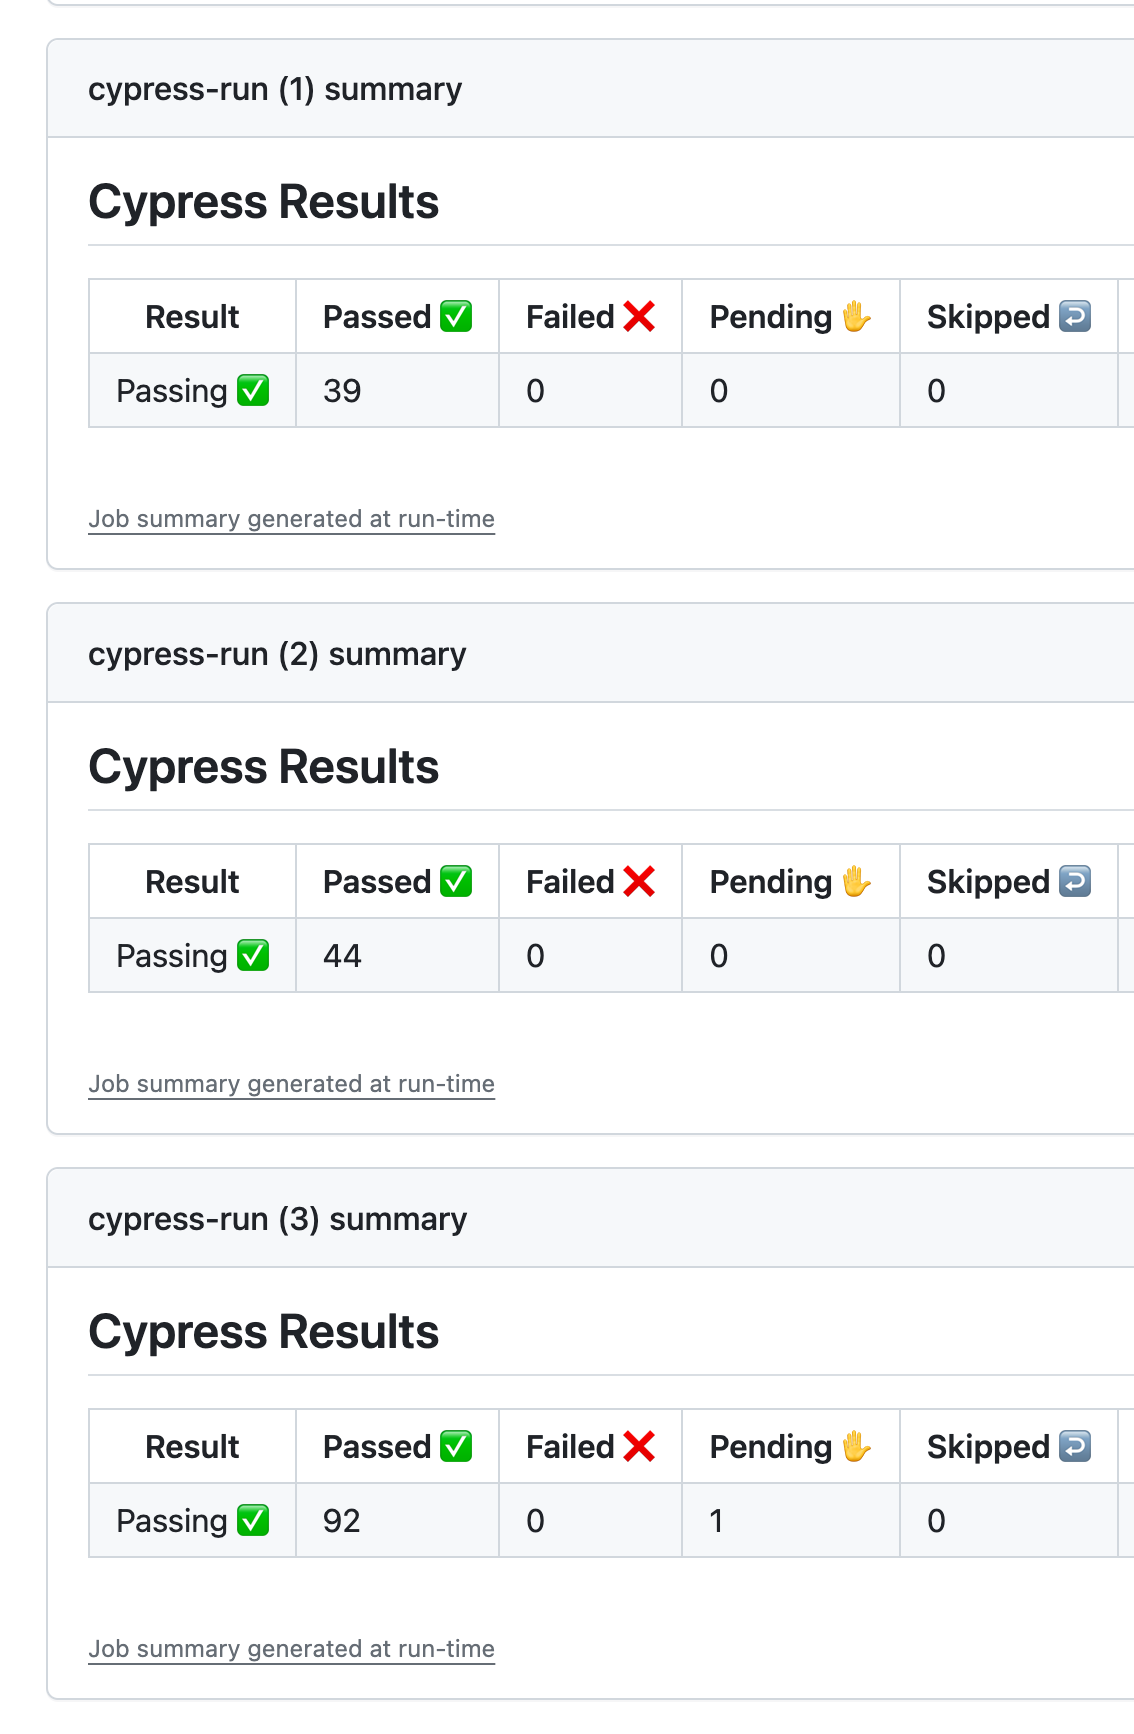 cypress-run (1) summary
Cypress Results
Result Passed ✅ Failed ❌ Pending ✋ Skipped ↩️
Passing ✅ 39 0 0 0
Job summary generated at run-time
cypress-run (2) summary
Cypress Results
Result Passed ✅ Failed ❌ Pending ✋ Skipped ↩️
Passing ✅ 44 0 0 0
Job summary generated at run-time
cypress-run (3) summary
Cypress Results
Result Passed ✅ Failed ❌ Pending ✋ Skipped ↩️
Passing ✅ 92 0 1 0
Job summary generated at run-time